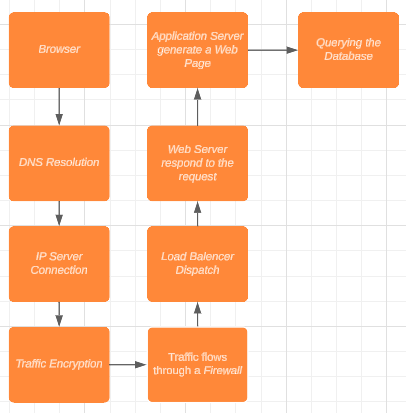 Browser
DNS Resolution
IP Server
Connection
Traffic Encryption
Traffic flows
through a Firewall
Load Balencer
Dispatch
Web Server
respond to the
request
Application Server
generate a Web
Page
Querying the
Database